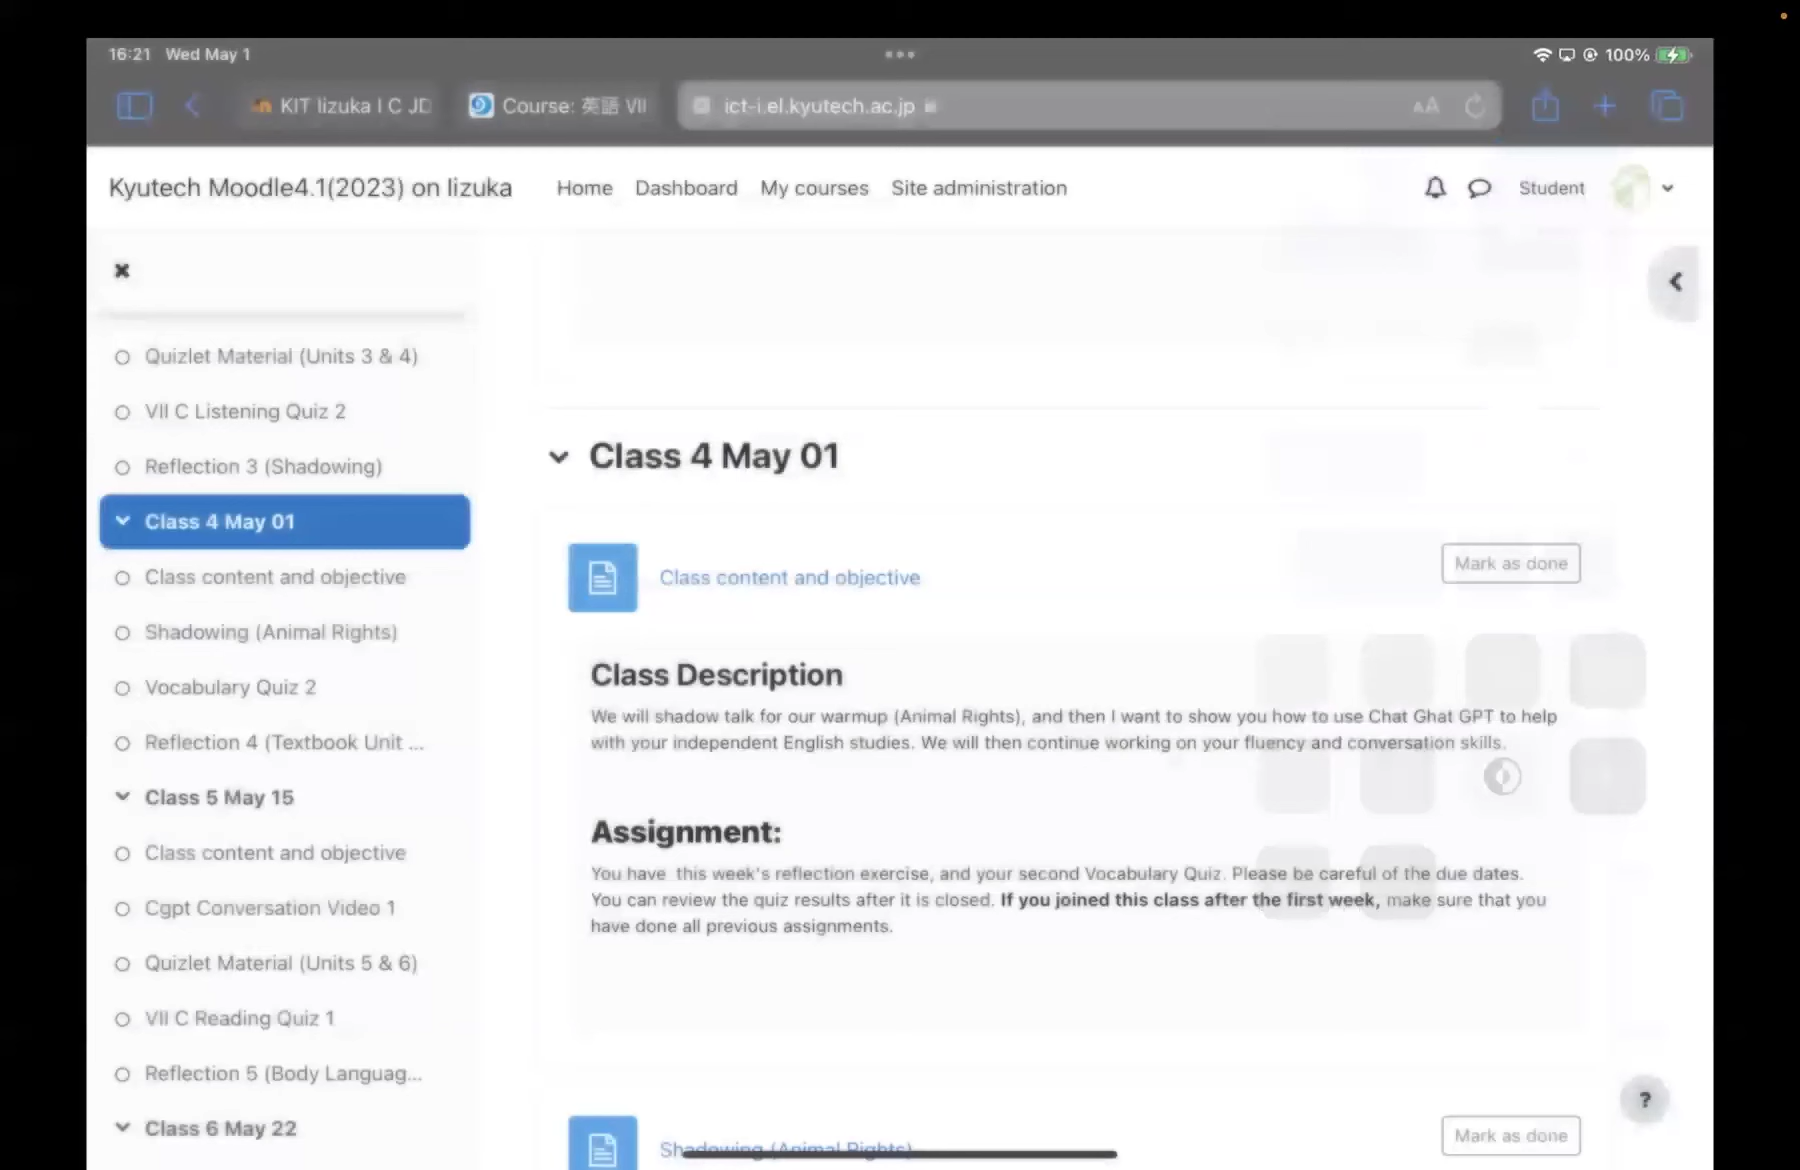 16:21 Wed May 1
100%
KIT Iizuka I C JD
Course: 英語 VII
ict-i.el.kyutech.ac.jp
AA
Kyutech Moodle4.1(2023) on Iizuka
Home
Dashboard
My courses
Site administration
Student
Quizlet Material (Units 3 & 4)
VII C Listening Quiz 2
Reflection 3 (Shadowing)
Class 4 May 01
Class content and objective
Shadowing (Animal Rights)
Vocabulary Quiz 2
Reflection 4 (Textbook Unit ...
Class 5 May 15
Class content and objective
Cgpt Conversation Video 1
Quizlet Material (Units 5 & 6)
VII C Reading Quiz 1
Reflection 5 (Body Languag...
Class 6 May 22
Class 4 May 01
Class content and objective
Mark as done
Class Description
We will shadow talk for our warmup (Animal Rights), and then I want to show you how to use Chat Ghat GPT to help
with your independent English studies. We will then continue working on your fluency and conversation skills.
Assignment:
You have this week's reflection exercise, and your second Vocabulary Quiz. Please be careful of the due dates.
You can review the quiz results after it is closed. If you joined this class after the first week, make sure that you
have done all previous assignments.
Shadowing (Animal Rights)
Mark as done
?